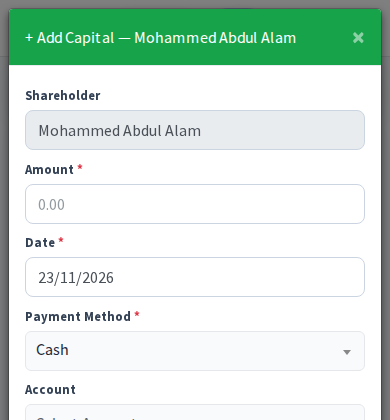 + Add Capital — Mohammed Abdul Alam ×
Shareholder
Mohammed Abdul Alam
Amount *
0.00
Date *
23/11/2026
Payment Method *
Cash
Account